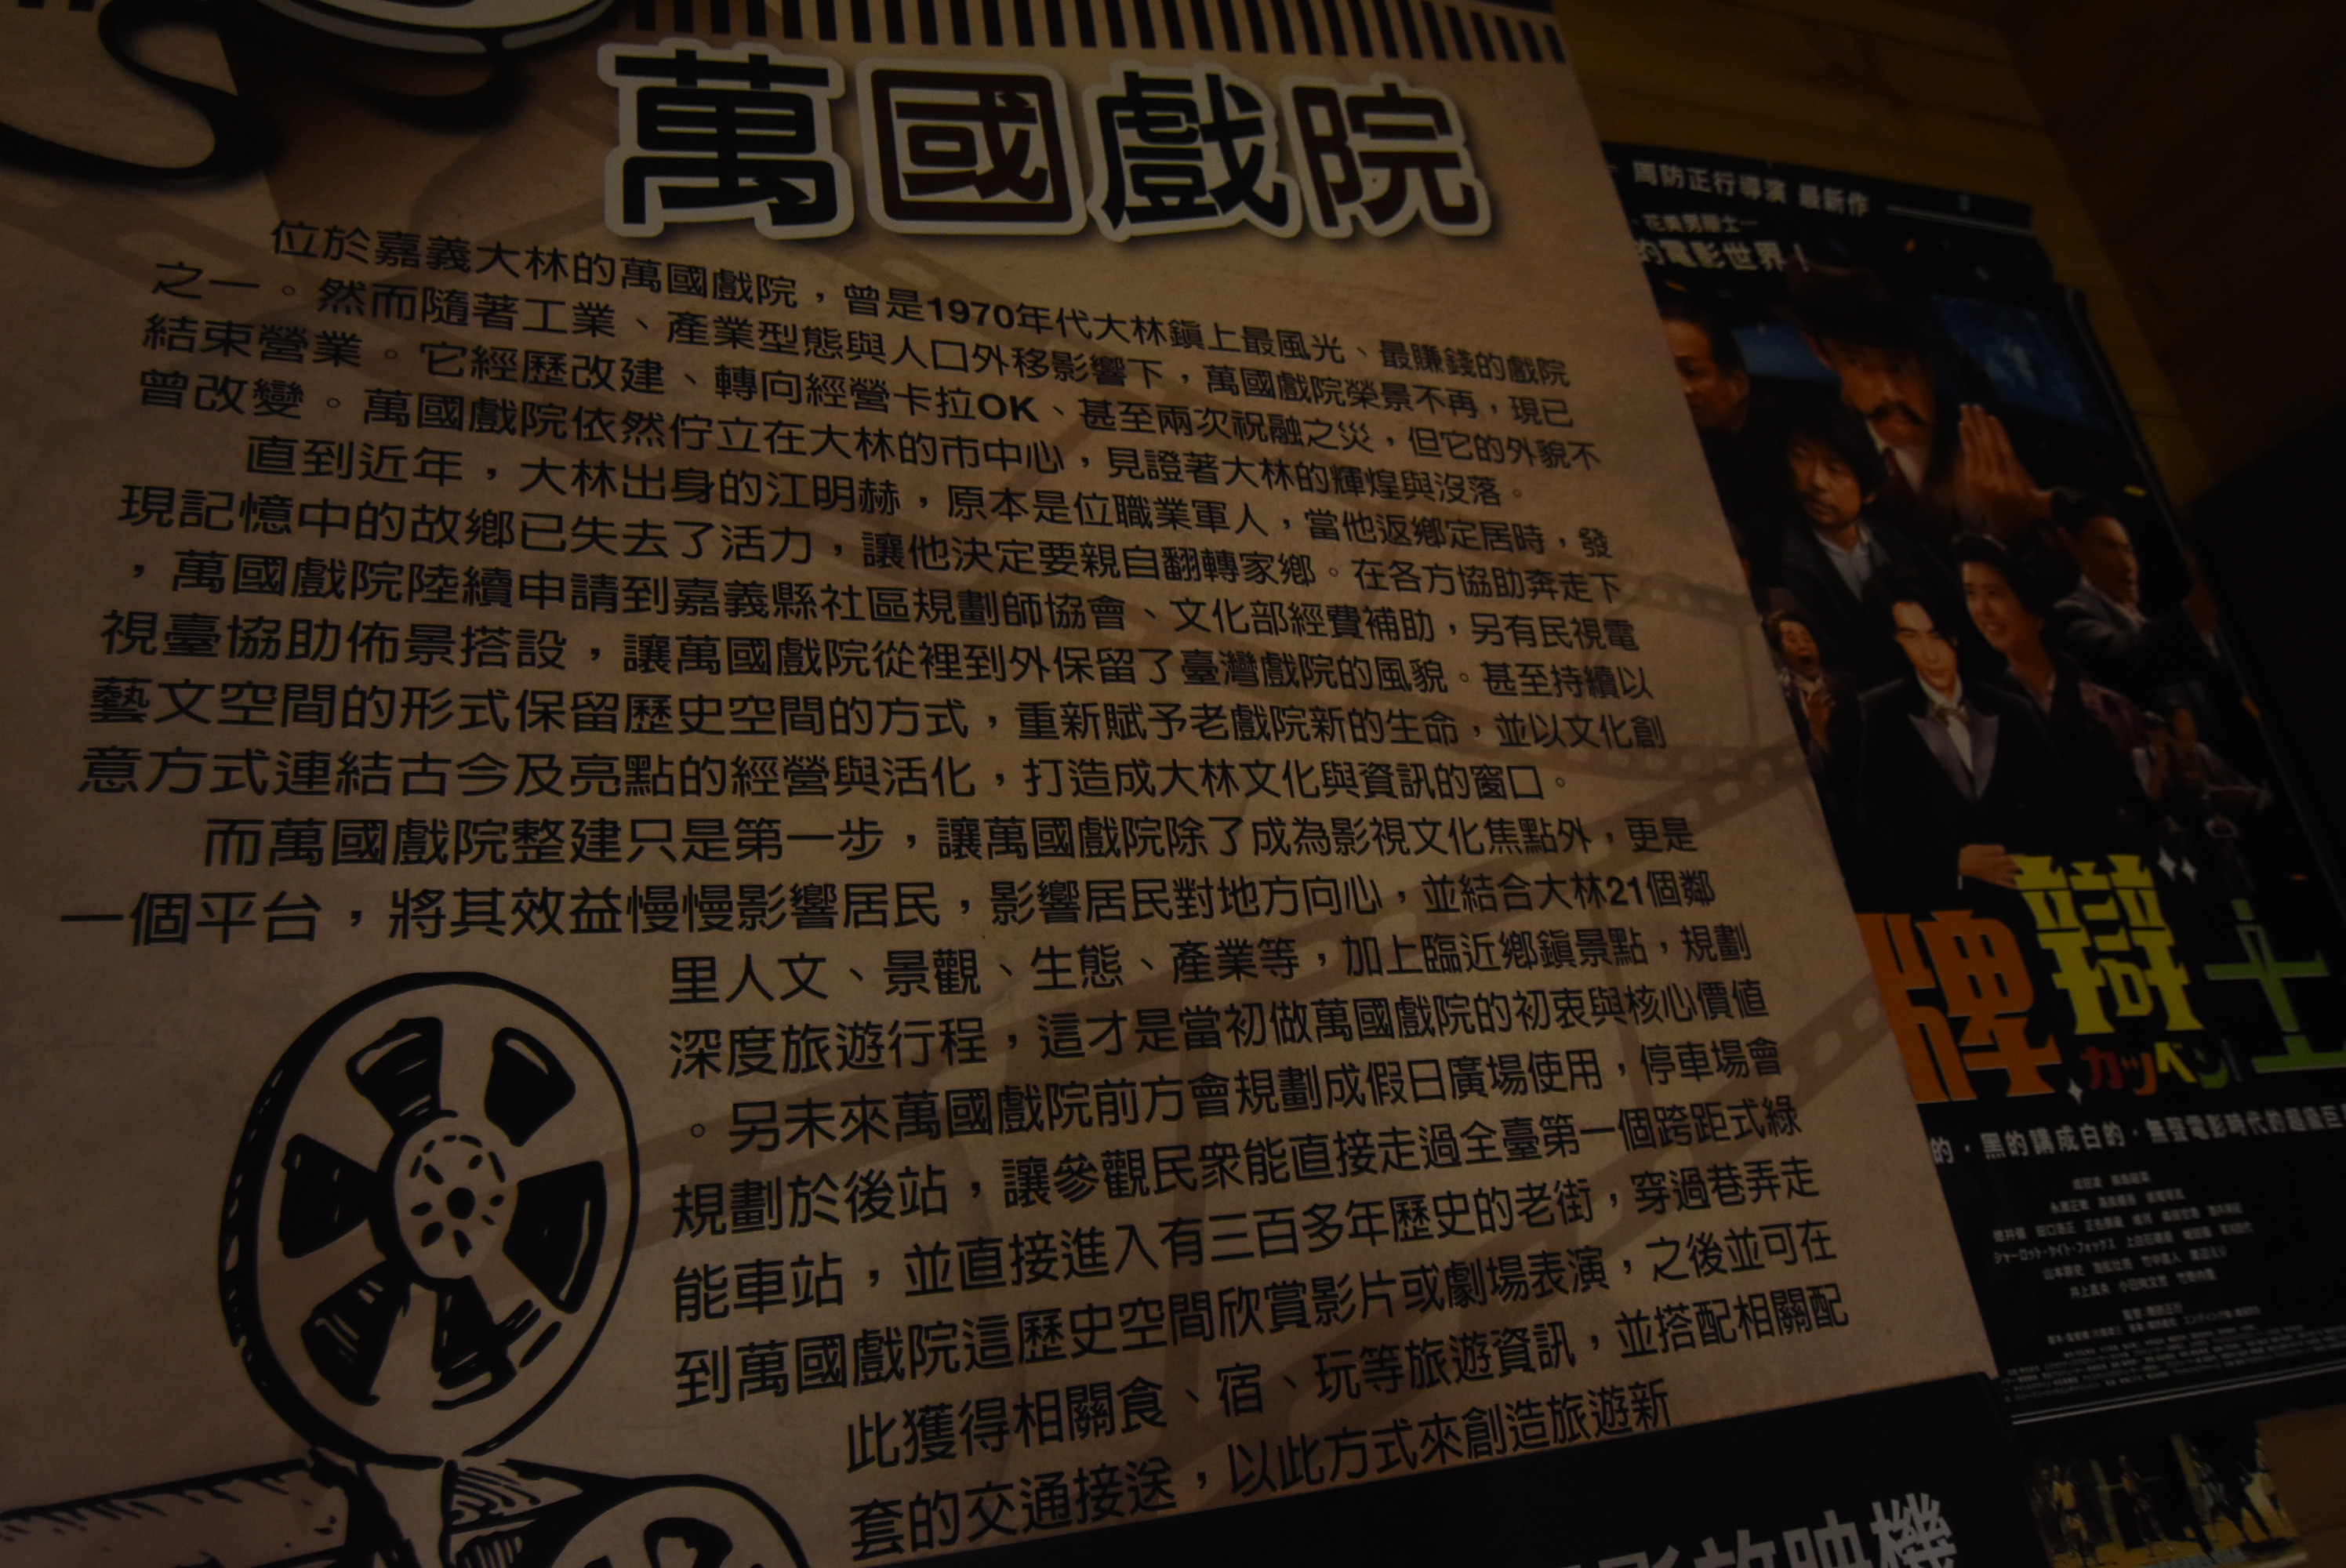 萬國戲院
位於嘉義大林的萬國戲院，曾是1970年代大林鎮上最風光、最賺錢的戲院
之一。然而隨著工業、產業型態與人口外移影響下，萬國戲院榮景不再，現已
結束營業。它經歷改建、轉向經營卡拉OK、甚至兩次祝融之災，但它的外貌不
曾改變。萬國戲院依然佇立在大林的市中心，見證著大林的輝煌與沒落。
直到近年，大林出身的江明赫，原本是位職業軍人，當他返鄉定居時，發
現記憶中的故鄉已失去了活力，讓他決定要親自翻轉家鄉。在各方協助奔走下
，萬國戲院陸續申請到嘉義縣社區規劃師協會、文化部經費補助，另有民視電
視臺協助佈景搭設，讓萬國戲院從裡到外保留了臺灣戲院的風貌。甚至持續以
藝文空間的形式保留歷史空間的方式，重新賦予老戲院新的生命，並以文化創
意方式連結古今及亮點的經營與活化，打造成大林文化與資訊的窗口。
而萬國戲院整建只是第一步，讓萬國戲院除了成為影視文化焦點外，更是
一個平台，將其效益慢慢影響居民，影響居民對地方向心，並結合大林21個鄰
里人文、景觀、生態、產業等，加上臨近鄉鎮景點，規劃
深度旅遊行程，這才是當初做萬國戲院的初衷與核心價值
。另未來萬國戲院前方會規劃成假日廣場使用，停車場會
規劃於後站，讓參觀民眾能直接走過全臺第一個跨距式綠
能車站，並直接進入有三百多年歷史的老街，穿過巷弄走
到萬國戲院這歷史空間欣賞影片或劇場表演，之後並可在
此獲得相關食、宿、玩等旅遊資訊，並搭配相關配
套的交通接送，以此方式來創造旅遊新
影放映機
周防正行導演 最新作
花美男辯士
的電影世界！
牌辯士
カツベン!
的，黑的講成白的，無聲電影時代的超級巨
シャーロット・ケイト・フォックス